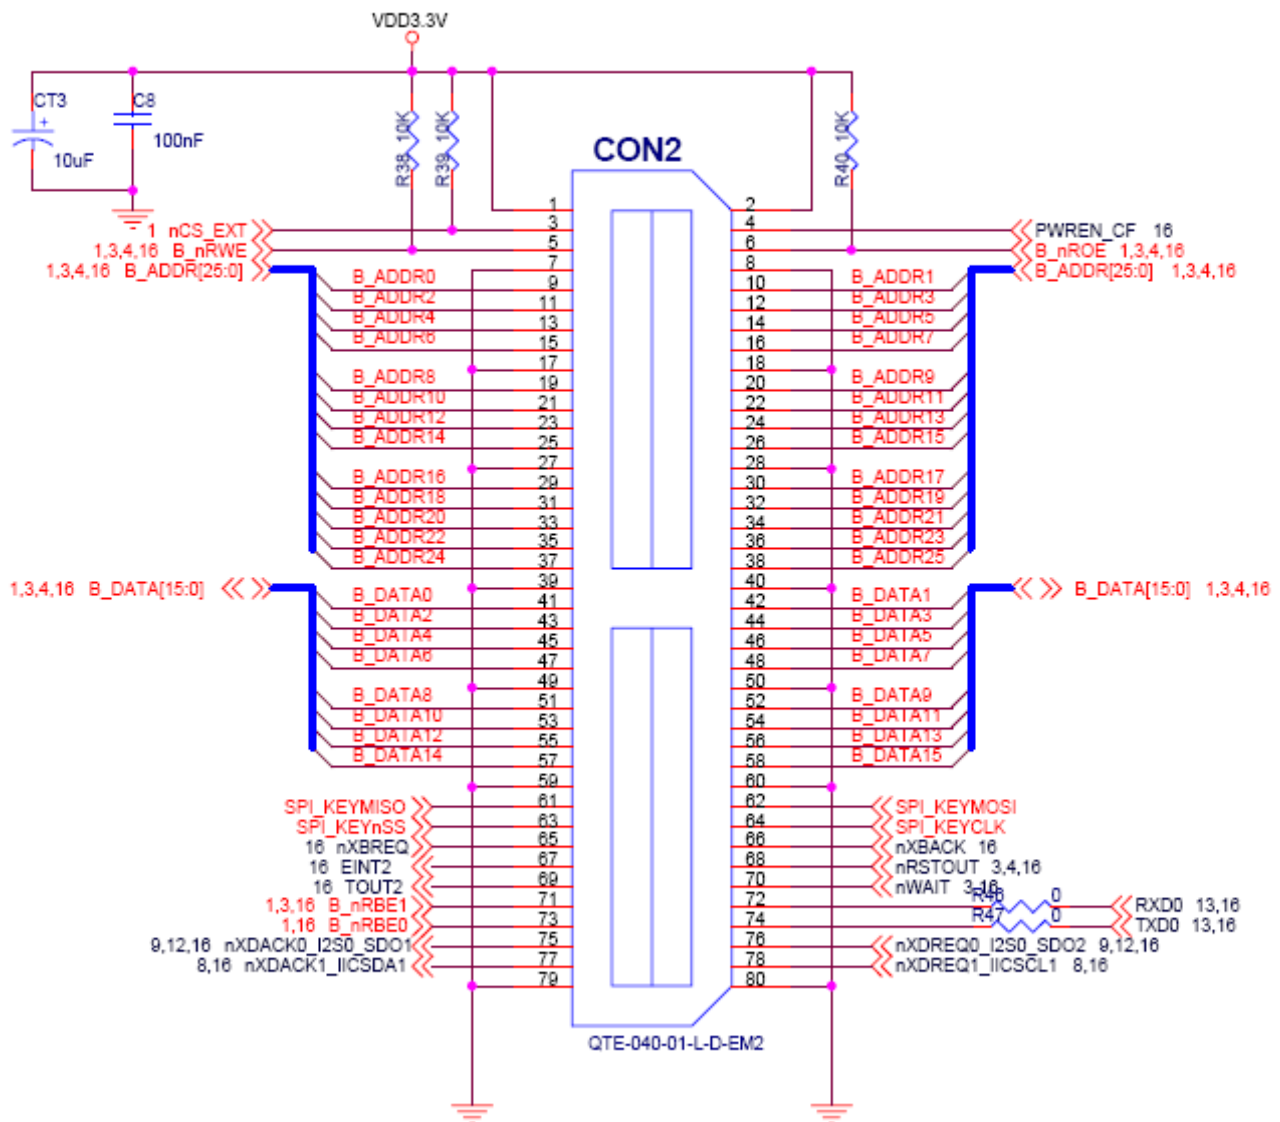 VDD3.3V
CT3
+
10uF
C8
100nF
R38 10K
R39 10K
R40 10K
CON2
1 2
1 nCS_EXT 3 4 PWREN_CF 16
1,3,4,16 B_nRWE 5 6 B_nROE 1,3,4,16
1,3,4,16 B_ADDR[25:0] 7 8 B_ADDR[25:0] 1,3,4,16
B_ADDR0 9 10 B_ADDR1
B_ADDR2 11 12 B_ADDR3
B_ADDR4 13 14 B_ADDR5
B_ADDR6 15 16 B_ADDR7
17 18
B_ADDR8 19 20 B_ADDR9
B_ADDR10 21 22 B_ADDR11
B_ADDR12 23 24 B_ADDR13
B_ADDR14 25 26 B_ADDR15
27 28
B_ADDR16 29 30 B_ADDR17
B_ADDR18 31 32 B_ADDR19
B_ADDR20 33 34 B_ADDR21
B_ADDR22 35 36 B_ADDR23
B_ADDR24 37 38 B_ADDR25
1,3,4,16 B_DATA[15:0] 39 40 B_DATA[15:0] 1,3,4,16
B_DATA0 41 42 B_DATA1
B_DATA2 43 44 B_DATA3
B_DATA4 45 46 B_DATA5
B_DATA6 47 48 B_DATA7
49 50
B_DATA8 51 52 B_DATA9
B_DATA10 53 54 B_DATA11
B_DATA12 55 56 B_DATA13
B_DATA14 57 58 B_DATA15
59 60
SPI_KEYMISO 61 62 SPI_KEYMOSI
SPI_KEYnSS 63 64 SPI_KEYCLK
16 nXBREQ 65 66 nXBACK 16
16 EINT2 67 68 nRSTOUT 3,4,16
16 TOUT2 69 70 nWAIT 3,16
1,3,16 B_nRBE1 71 72 R46 0 RXD0 13,16
1,16 B_nRBE0 73 74 R47 0 TXD0 13,16
9,12,16 nXDACK0_I2S0_SDO1 75 76 nXDREQ0_I2S0_SDO2 9,12,16
8,16 nXDACK1_IICSDA1 77 78 nXDREQ1_IICSCL1 8,16
79 80
QTE-040-01-L-D-EM2